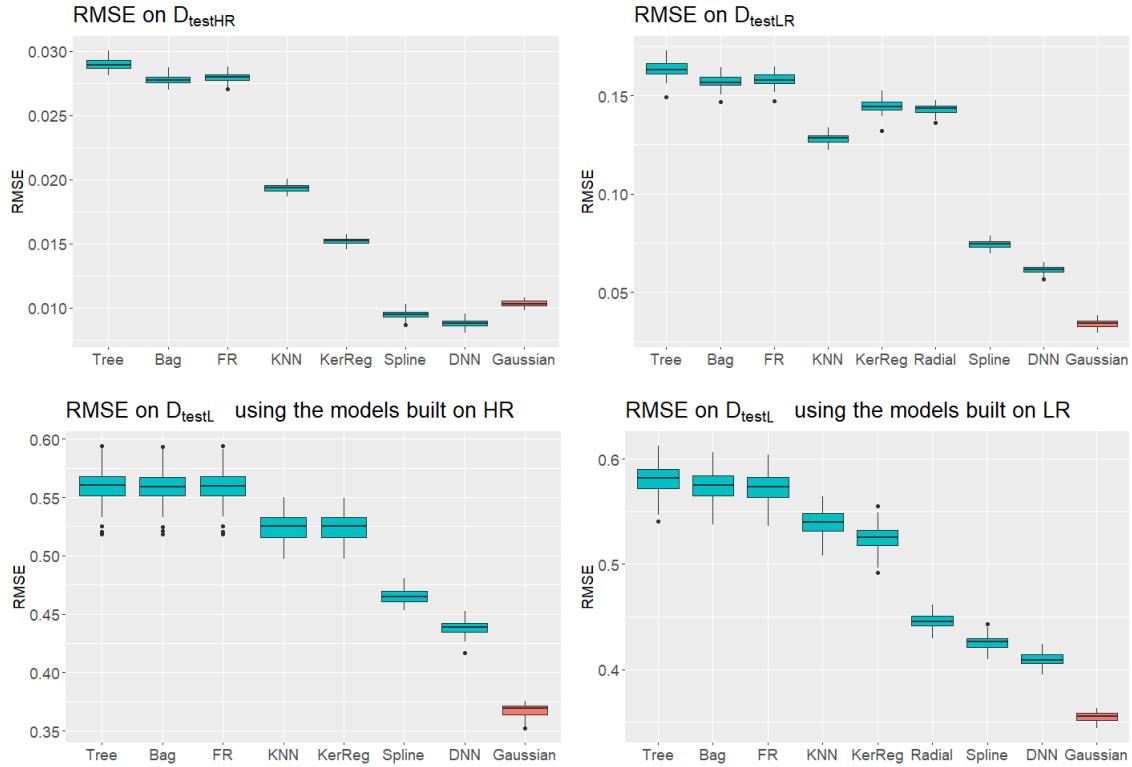 RMSE on DtestHR
RMSE
0.030
0.025
0.020
0.015
0.010
Tree Bag FR KNN KerReg Spline DNN Gaussian
RMSE on DtestLR
RMSE
0.15
0.10
0.05
Tree Bag FR KNN KerReg Radial Spline DNN Gaussian
RMSE on DtestL using the models built on HR
RMSE
0.60
0.55
0.50
0.45
0.40
0.35
Tree Bag FR KNN KerReg Spline DNN Gaussian
RMSE on DtestL using the models built on LR
RMSE
0.6
0.5
0.4
Tree Bag FR KNN KerReg Radial Spline DNN Gaussian